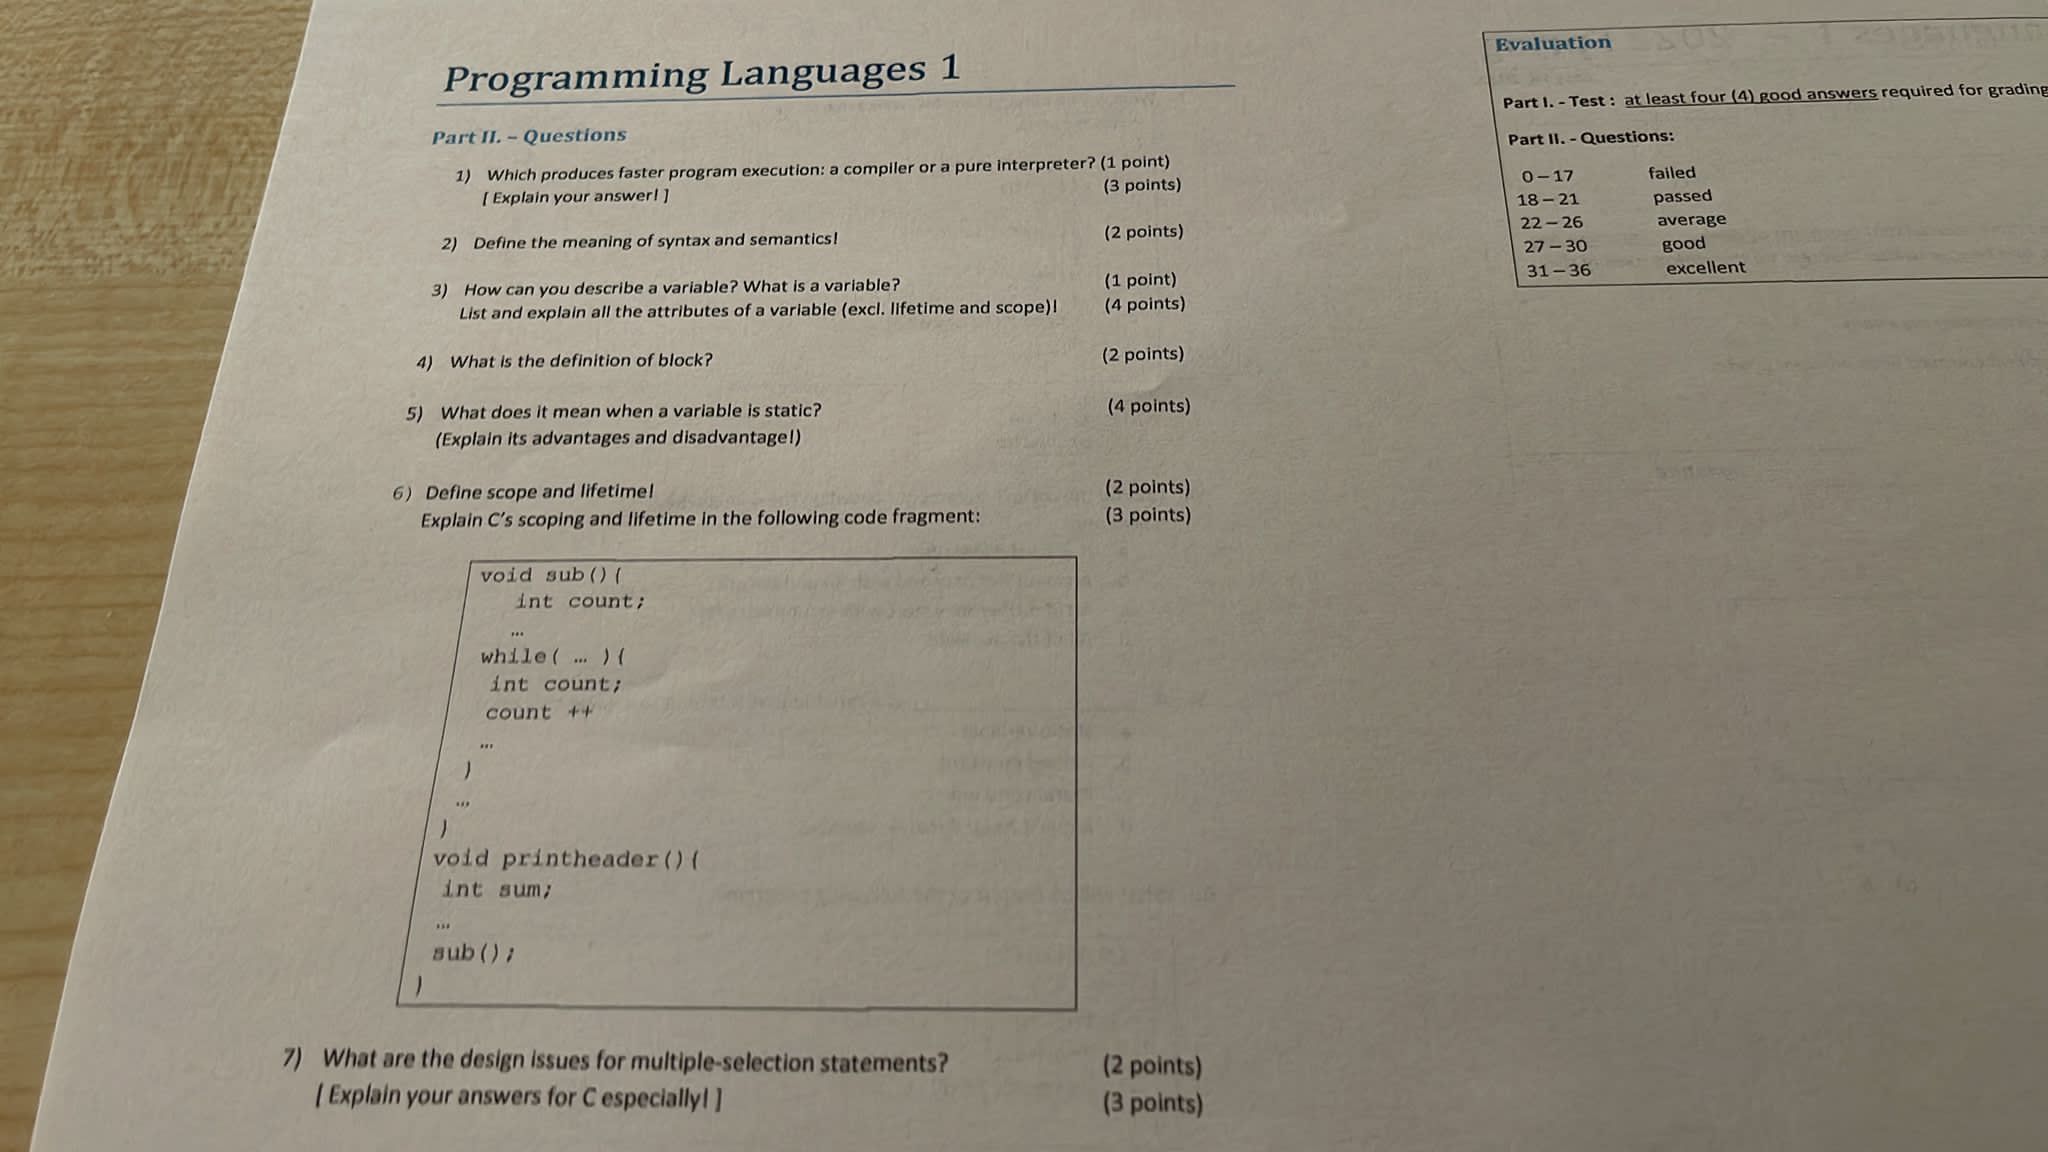 Programming Languages 1
Part II. – Questions
1) Which produces faster program execution: a compiler or a pure interpreter? (1 point)
[ Explain your answer! ] (3 points)
2) Define the meaning of syntax and semantics! (2 points)
3) How can you describe a variable? What is a variable? (1 point)
List and explain all the attributes of a variable (excl. lifetime and scope)! (4 points)
4) What is the definition of block? (2 points)
5) What does it mean when a variable is static? (4 points)
(Explain its advantages and disadvantage!)
6) Define scope and lifetime! (2 points)
Explain C's scoping and lifetime in the following code fragment: (3 points)
void sub(){
int count;
...
while( ... ){
int count;
count ++
...
}
...
}
void printheader(){
int sum;
...
sub();
}
7) What are the design issues for multiple-selection statements? (2 points)
[ Explain your answers for C especially! ] (3 points)
Evaluation
Part I. - Test : at least four (4) good answers required for grading
Part II. - Questions:
0 – 17 failed
18 – 21 passed
22 – 26 average
27 – 30 good
31 – 36 excellent